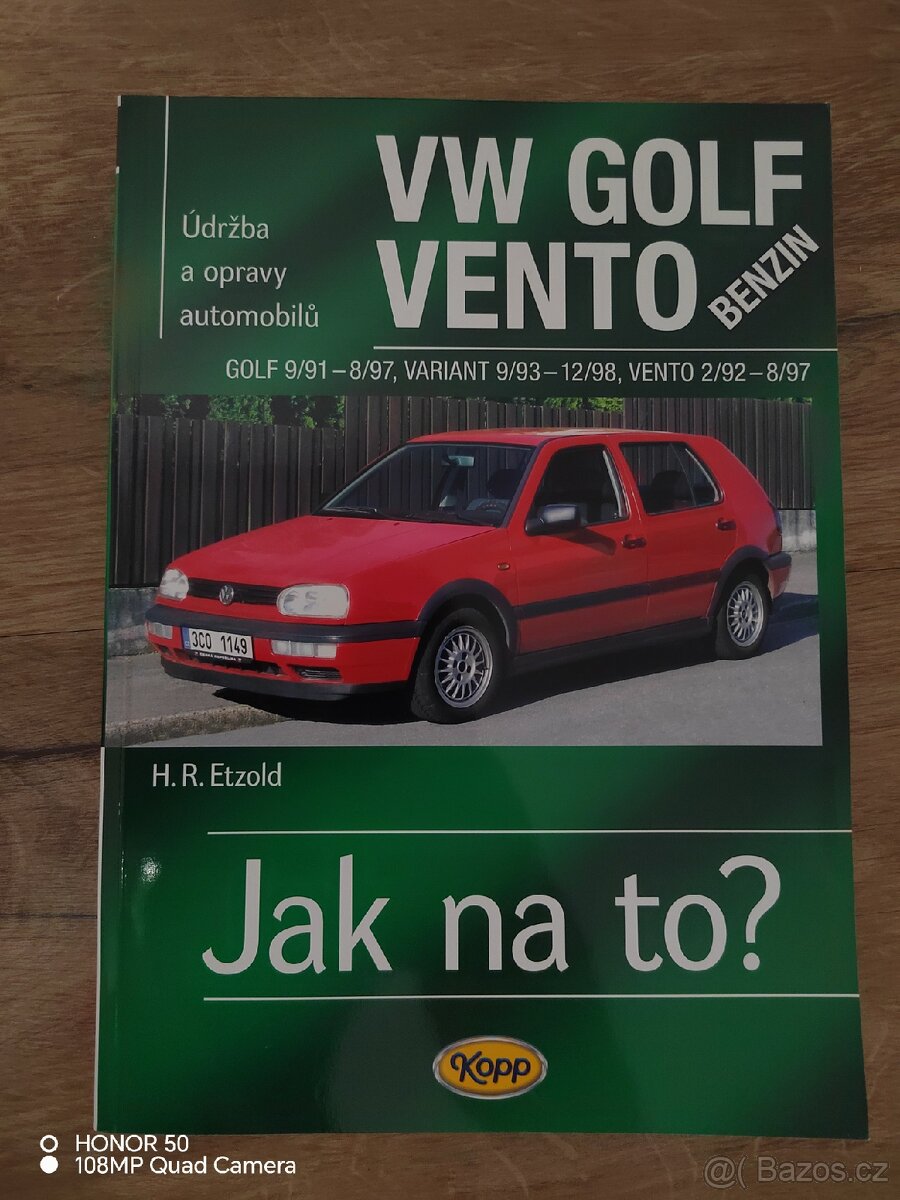 VW GOLF
VENTO
BENZIN
Údržba
a opravy
automobilů
GOLF 9/91 – 8/97, VARIANT 9/93 – 12/98, VENTO 2/92 – 8/97
3C0 1149
H. R. Etzold
Jak na to?
Kopp
HONOR 50
108MP Quad Camera
@( Bazos.cz